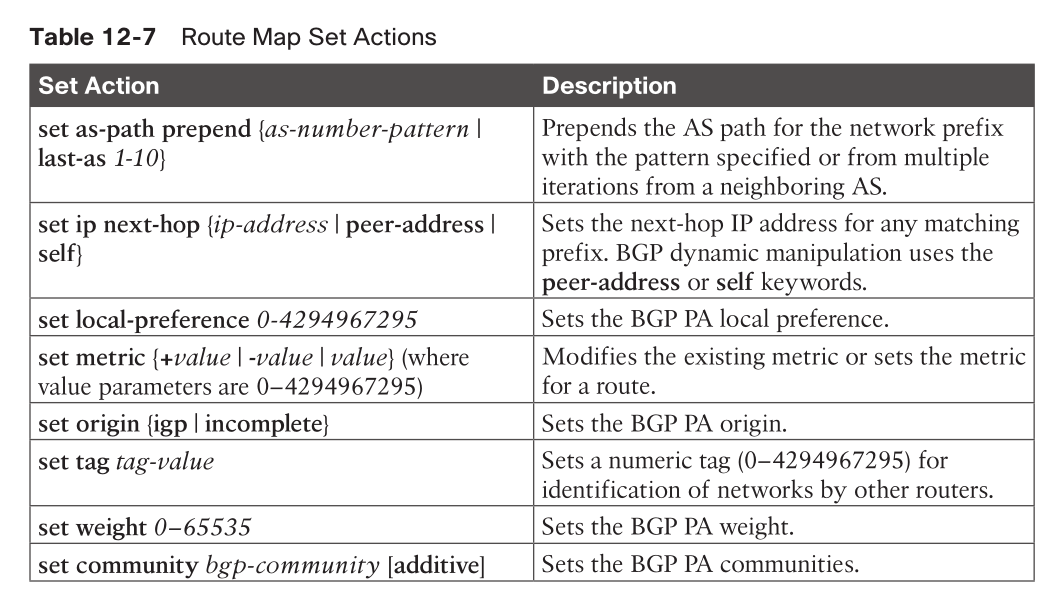 Table 12-7 Route Map Set Actions
Set Action Description
set as-path prepend {as-number-pattern |
last-as 1-10}
Prepends the AS path for the network prefix
with the pattern specified or from multiple
iterations from a neighboring AS.
set ip next-hop {ip-address | peer-address |
self}
Sets the next-hop IP address for any matching
prefix. BGP dynamic manipulation uses the
peer-address or self keywords.
set local-preference 0-4294967295
Sets the BGP PA local preference.
set metric {+value | -value | value} (where
value parameters are 0–4294967295)
Modifies the existing metric or sets the metric
for a route.
set origin {igp | incomplete}
Sets the BGP PA origin.
set tag tag-value
Sets a numeric tag (0–4294967295) for
identification of networks by other routers.
set weight 0–65535
Sets the BGP PA weight.
set community bgp-community [additive]
Sets the BGP PA communities.